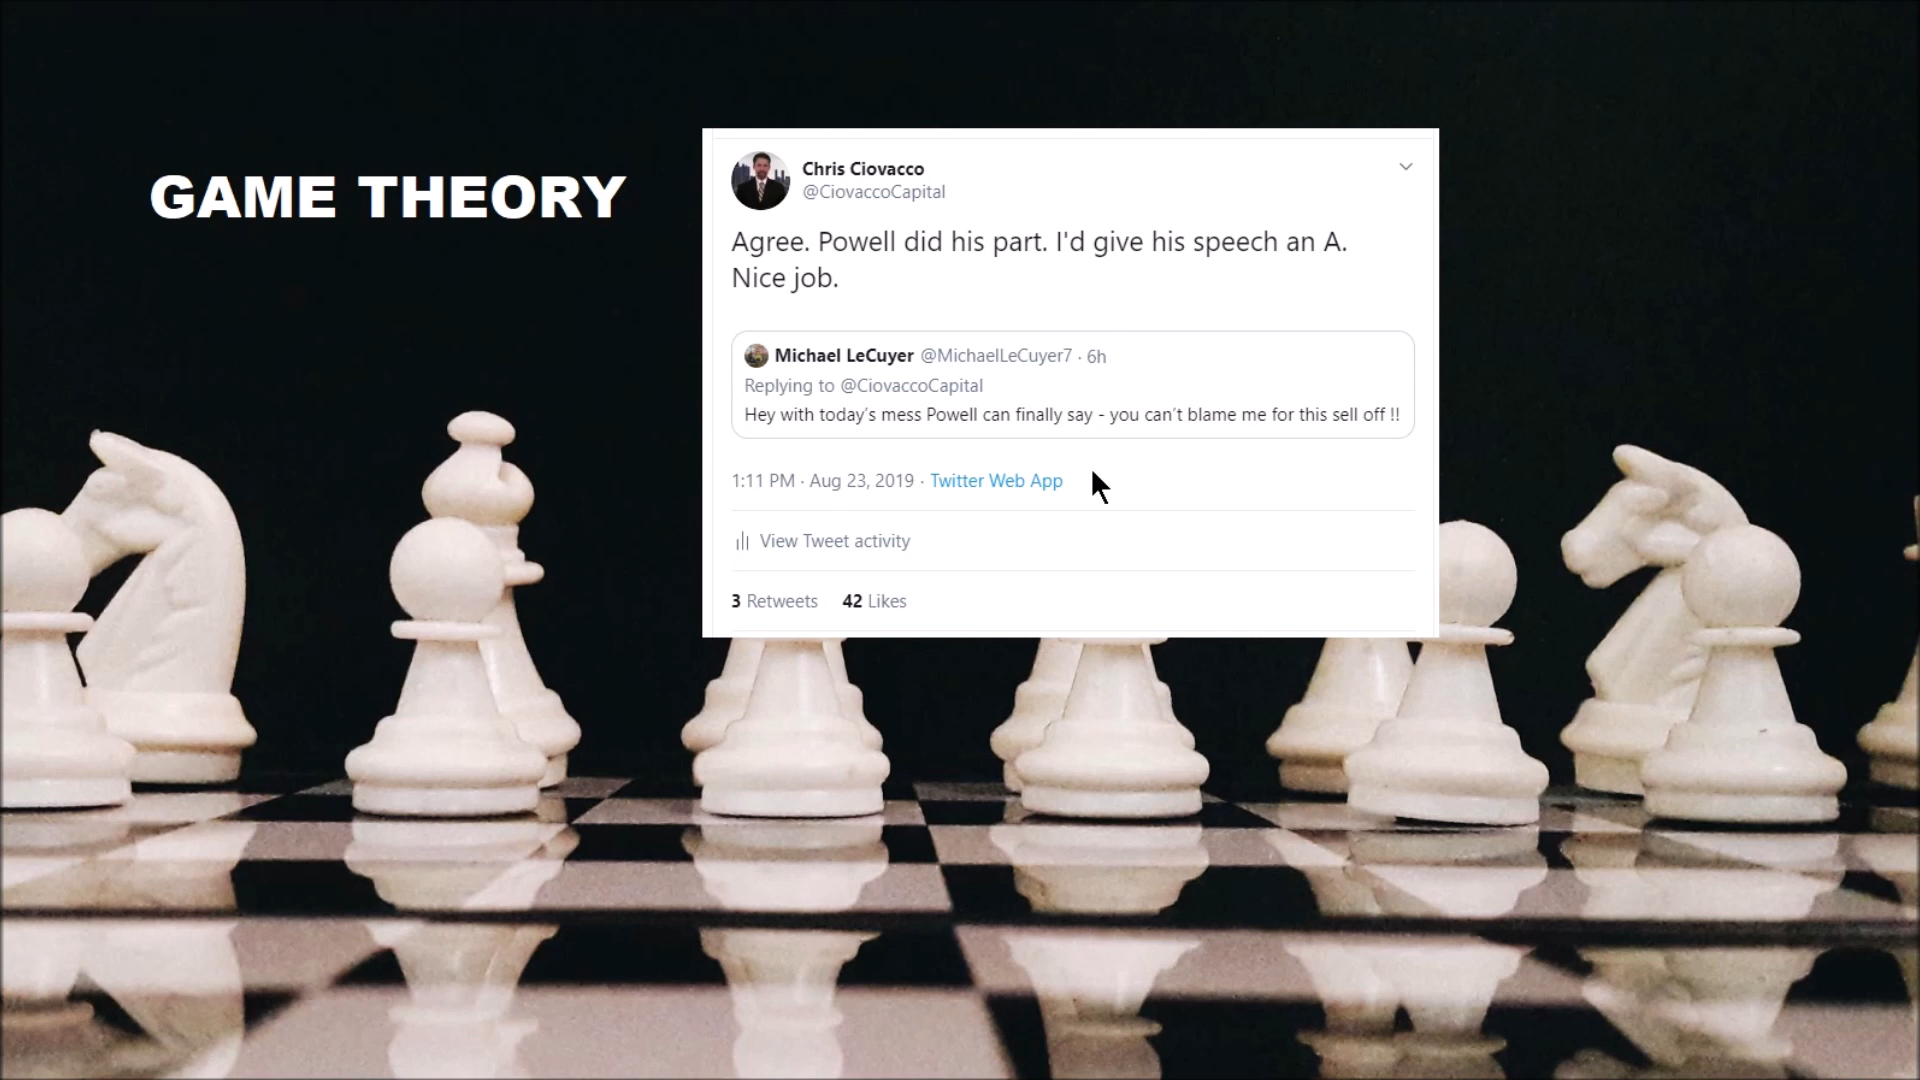 GAME THEORY
Chris Ciovacco
@CiovaccoCapital
Agree. Powell did his part. I'd give his speech an A.
Nice job.
Michael LeCuyer @MichaelLeCuyer7 · 6h
Replying to @CiovaccoCapital
Hey with today's mess Powell can finally say - you can't blame me for this sell off !!
1:11 PM · Aug 23, 2019 · Twitter Web App
View Tweet activity
3 Retweets 42 Likes